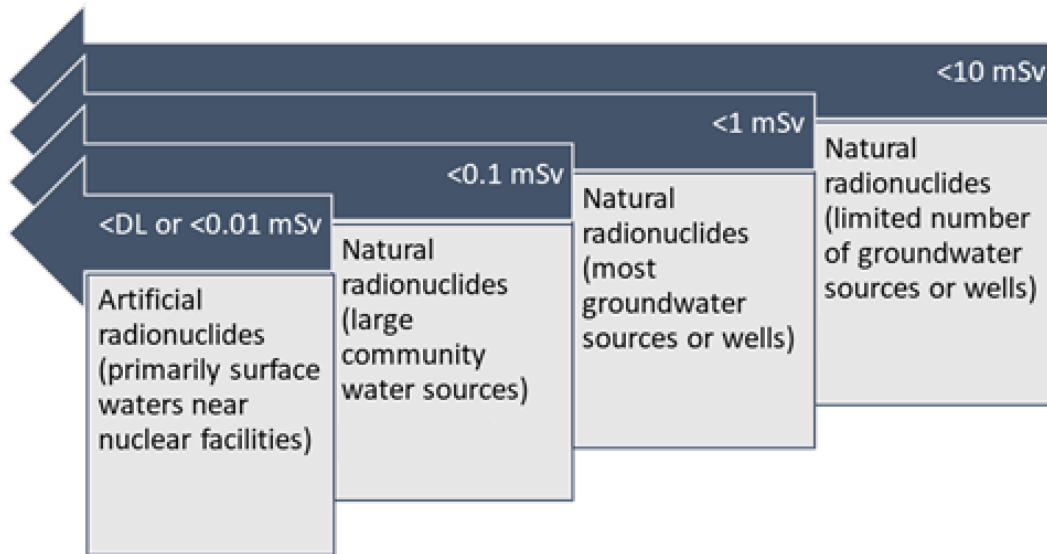 <10 mSv
Natural
radionuclides
(limited number
of groundwater
sources or wells)
<1 mSv
Natural
radionuclides
(most
groundwater
sources or wells)
<0.1 mSv
Natural
radionuclides
(large
community
water sources)
<DL or <0.01 mSv
Artificial
radionuclides
(primarily surface
waters near
nuclear facilities)